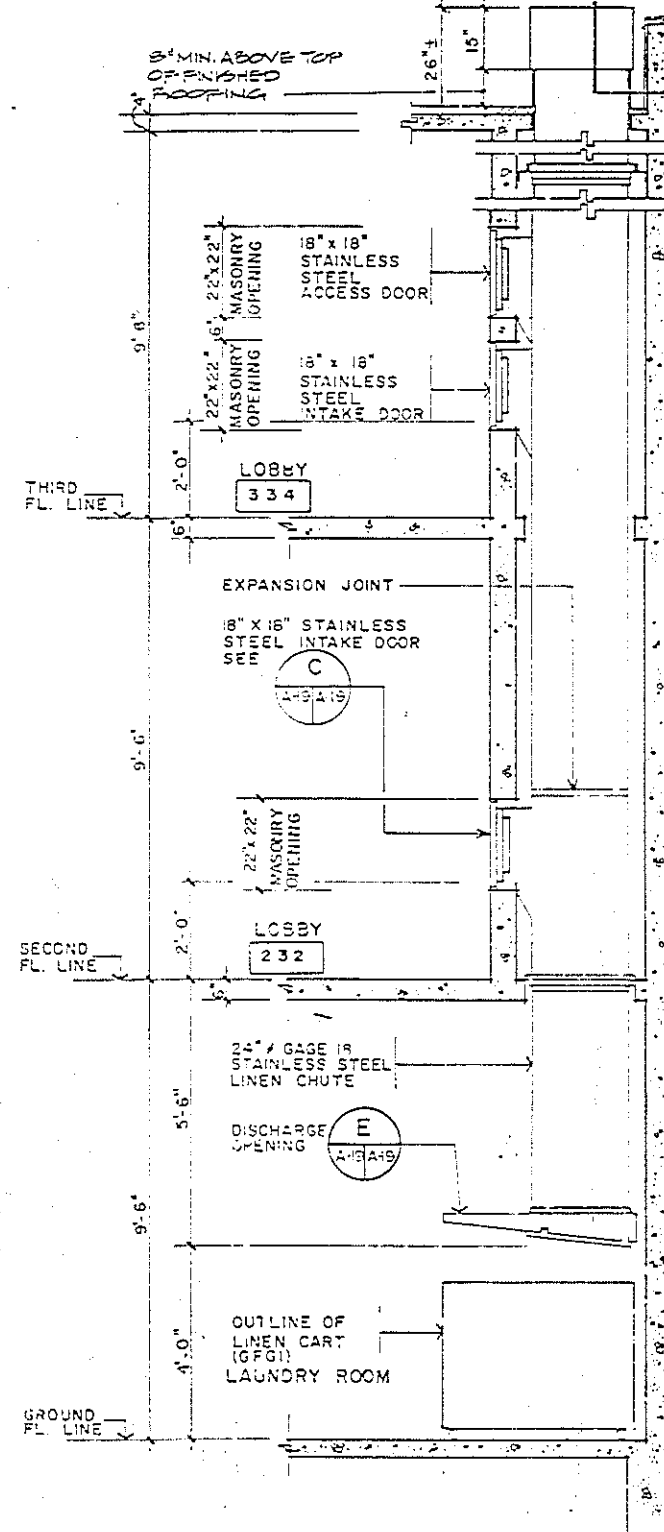 26"±
15"
8" MIN. ABOVE TOP
OF FINISHED
ROOFING
4"
22"x22"
MASONRY
OPENING
18" x 18"
STAINLESS
STEEL
ACCESS DOOR
9'8"
6"
22"x22"
MASONRY
OPENING
18" x 18"
STAINLESS
STEEL
INTAKE DOOR
2'-0"
LOBBY
334
THIRD
FL. LINE
6"
EXPANSION JOINT
18" X 18" STAINLESS
STEEL INTAKE DOOR
SEE
C
A-19 A-19
9'-6"
22"x22"
MASONRY
OPENING
2'-0"
LOBBY
232
SECOND
FL. LINE
6"
24" ø GAGE 18
STAINLESS STEEL
LINEN CHUTE
5'-6"
DISCHARGE
OPENING
E
A-19 A-19
9'-6"
OUTLINE OF
LINEN CART
(GFGI)
LAUNDRY ROOM
4'-0"
GROUND
FL. LINE